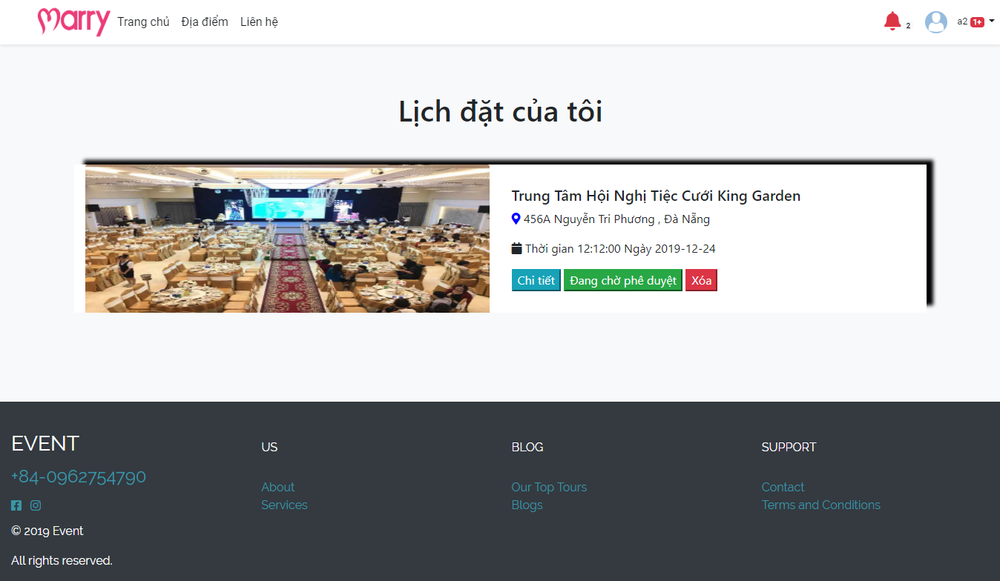 Marry Trang chủ Địa điểm Liên hệ 2 a2 1+
Lịch đặt của tôi
Trung Tâm Hội Nghị Tiệc Cưới King Garden
456A Nguyễn Tri Phương , Đà Nẵng
Thời gian 12:12:00 Ngày 2019-12-24
Chi tiết Đang chờ phê duyệt Xóa
EVENT
+84-0962754790
© 2019 Event
All rights reserved.
US
About
Services
BLOG
Our Top Tours
Blogs
SUPPORT
Contact
Terms and Conditions